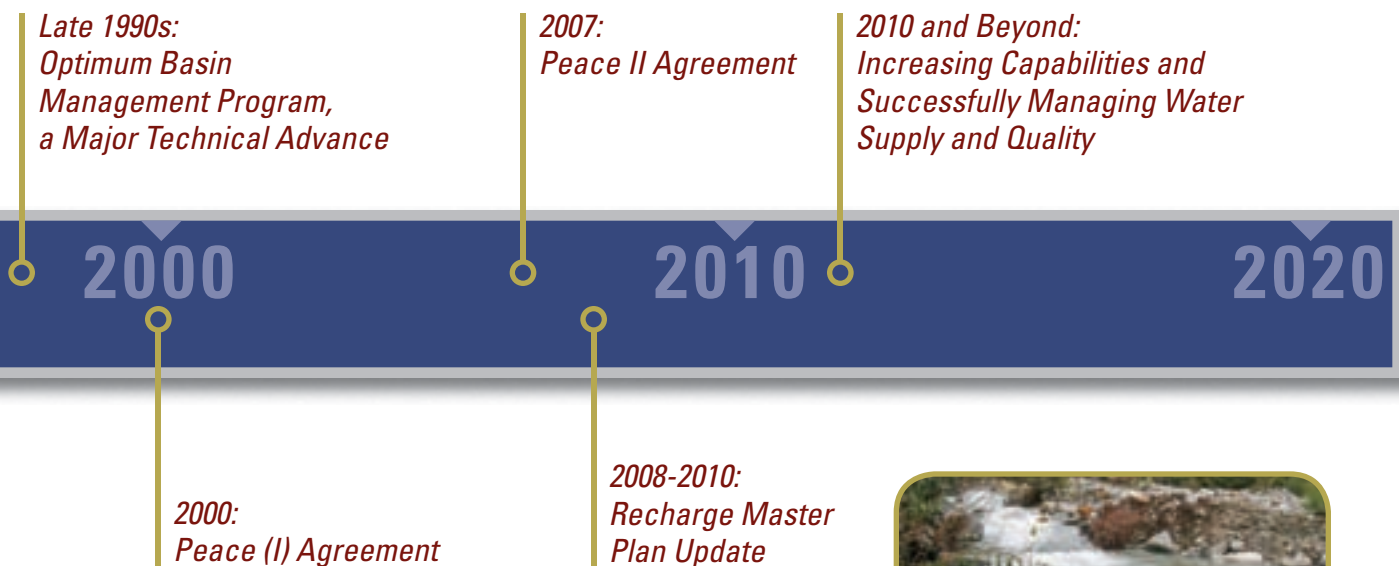 Late 1990s:
Optimum Basin
Management Program,
a Major Technical Advance
2007:
Peace II Agreement
2010 and Beyond:
Increasing Capabilities and
Successfully Managing Water
Supply and Quality
2000
2010
2020
2000:
Peace (I) Agreement
2008-2010:
Recharge Master
Plan Update